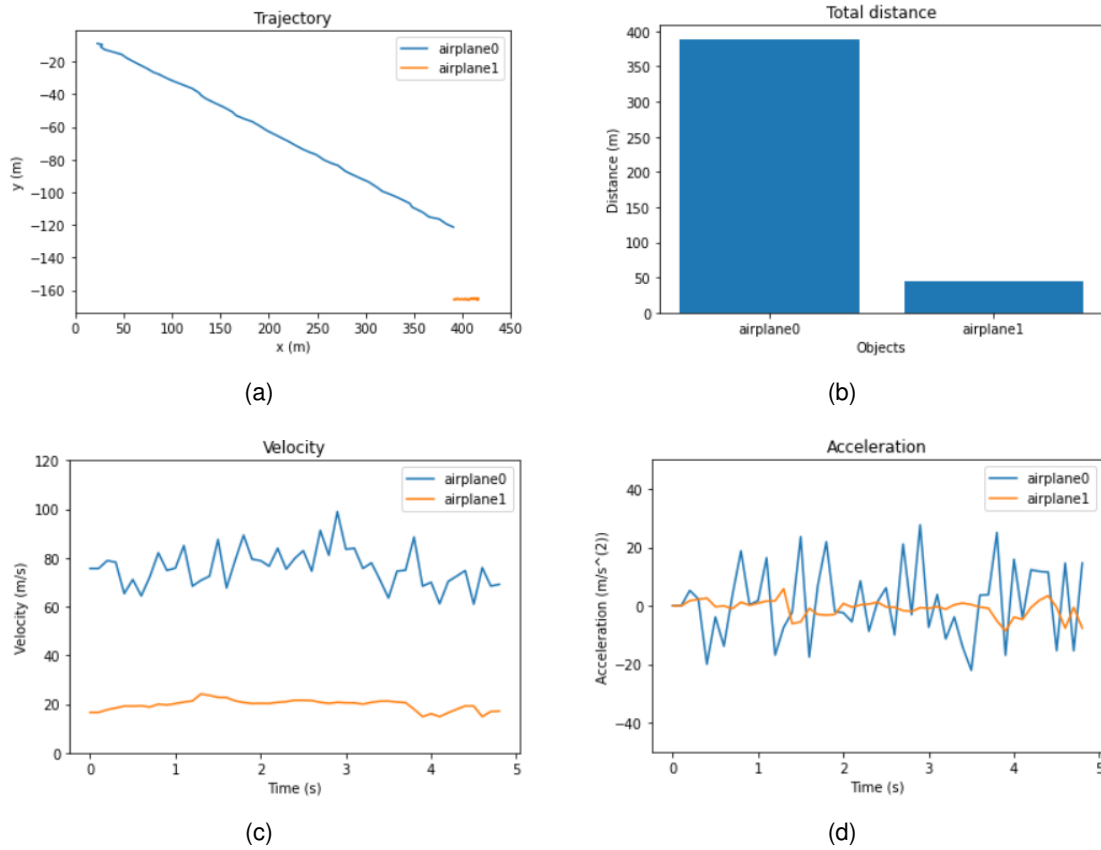 Trajectory
airplane0
airplane1
y (m)
−20
−40
−60
−80
−100
−120
−140
−160
0 50 100 150 200 250 300 350 400 450
x (m)
(a)
Total distance
Distance (m)
400
350
300
250
200
150
100
50
0
airplane0 airplane1
Objects
(b)
Velocity
airplane0
airplane1
Velocity (m/s)
120
100
80
60
40
20
0
0 1 2 3 4 5
Time (s)
(c)
Acceleration
airplane0
airplane1
Acceleration (m/s^(2))
40
20
0
−20
−40
0 1 2 3 4 5
Time (s)
(d)